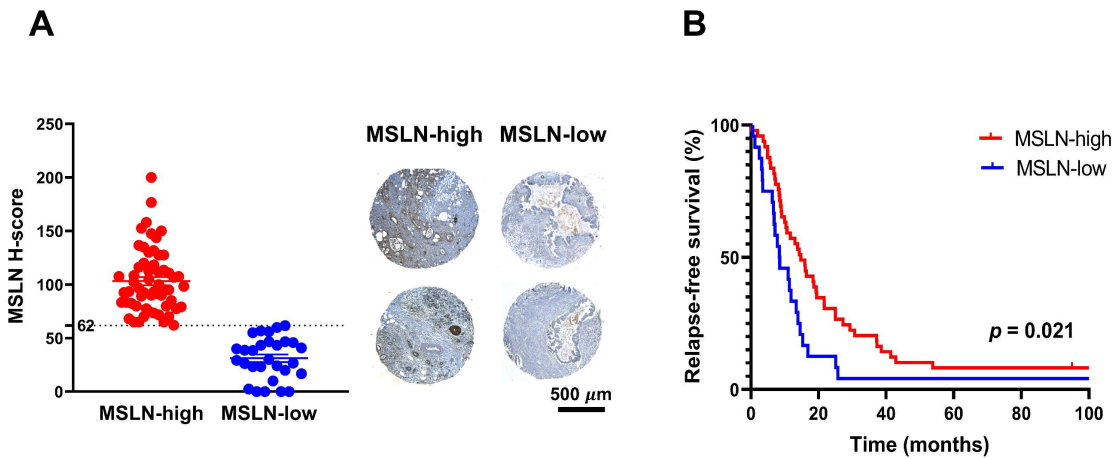 A
B
MSLN H-score
250
200
150
100
50
0
62
MSLN-high
MSLN-low
MSLN-high
MSLN-low
500 μm
Relapse-free survival (%)
100
50
0
MSLN-high
MSLN-low
p = 0.021
0
20
40
60
80
100
Time (months)